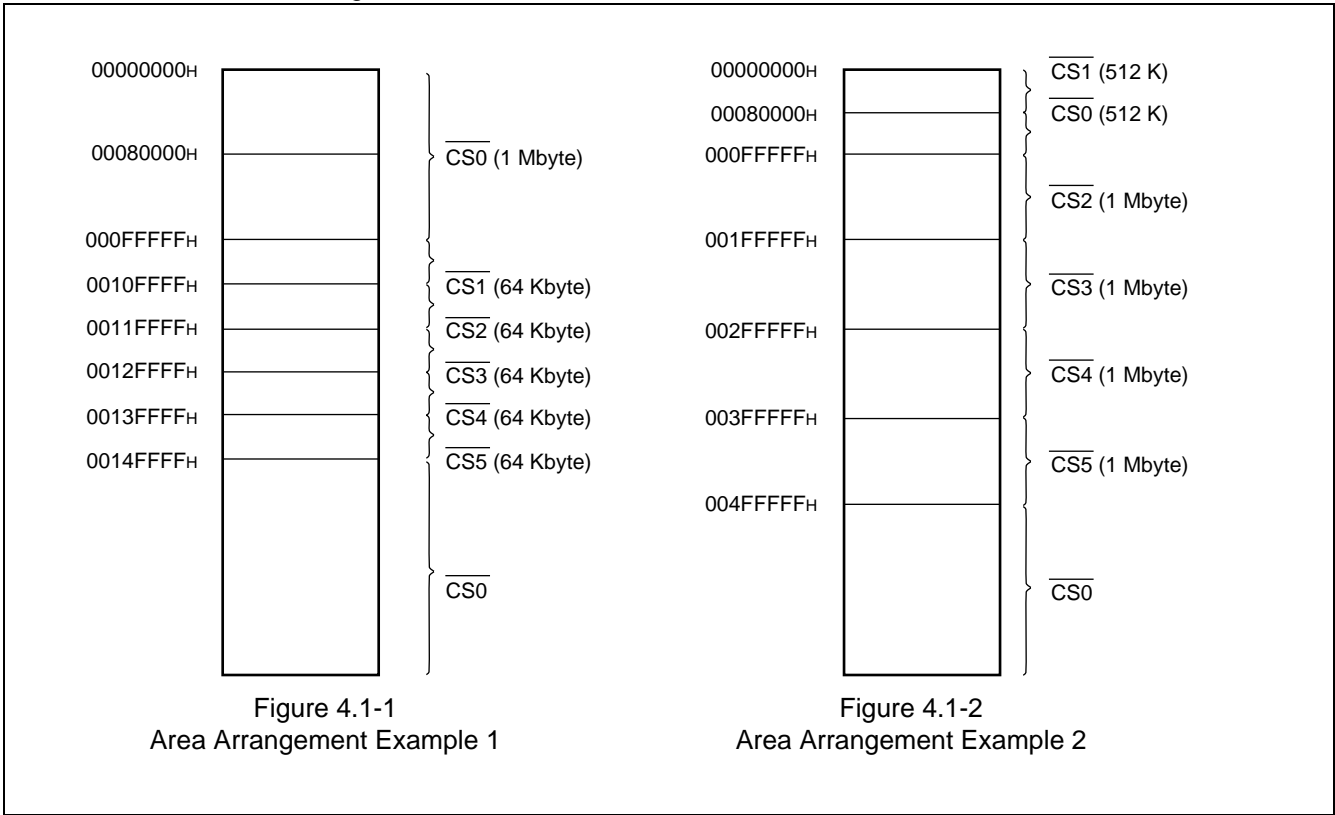 00000000H
00080000H
CS0 (1 Mbyte)
000FFFFFH
0010FFFFH
CS1 (64 Kbyte)
0011FFFFH
CS2 (64 Kbyte)
0012FFFFH
CS3 (64 Kbyte)
0013FFFFH
CS4 (64 Kbyte)
0014FFFFH
CS5 (64 Kbyte)
CS0
Figure 4.1-1
Area Arrangement Example 1
00000000H
CS1 (512 K)
00080000H
CS0 (512 K)
000FFFFFH
CS2 (1 Mbyte)
001FFFFFH
CS3 (1 Mbyte)
002FFFFFH
CS4 (1 Mbyte)
003FFFFFH
CS5 (1 Mbyte)
004FFFFFH
CS0
Figure 4.1-2
Area Arrangement Example 2